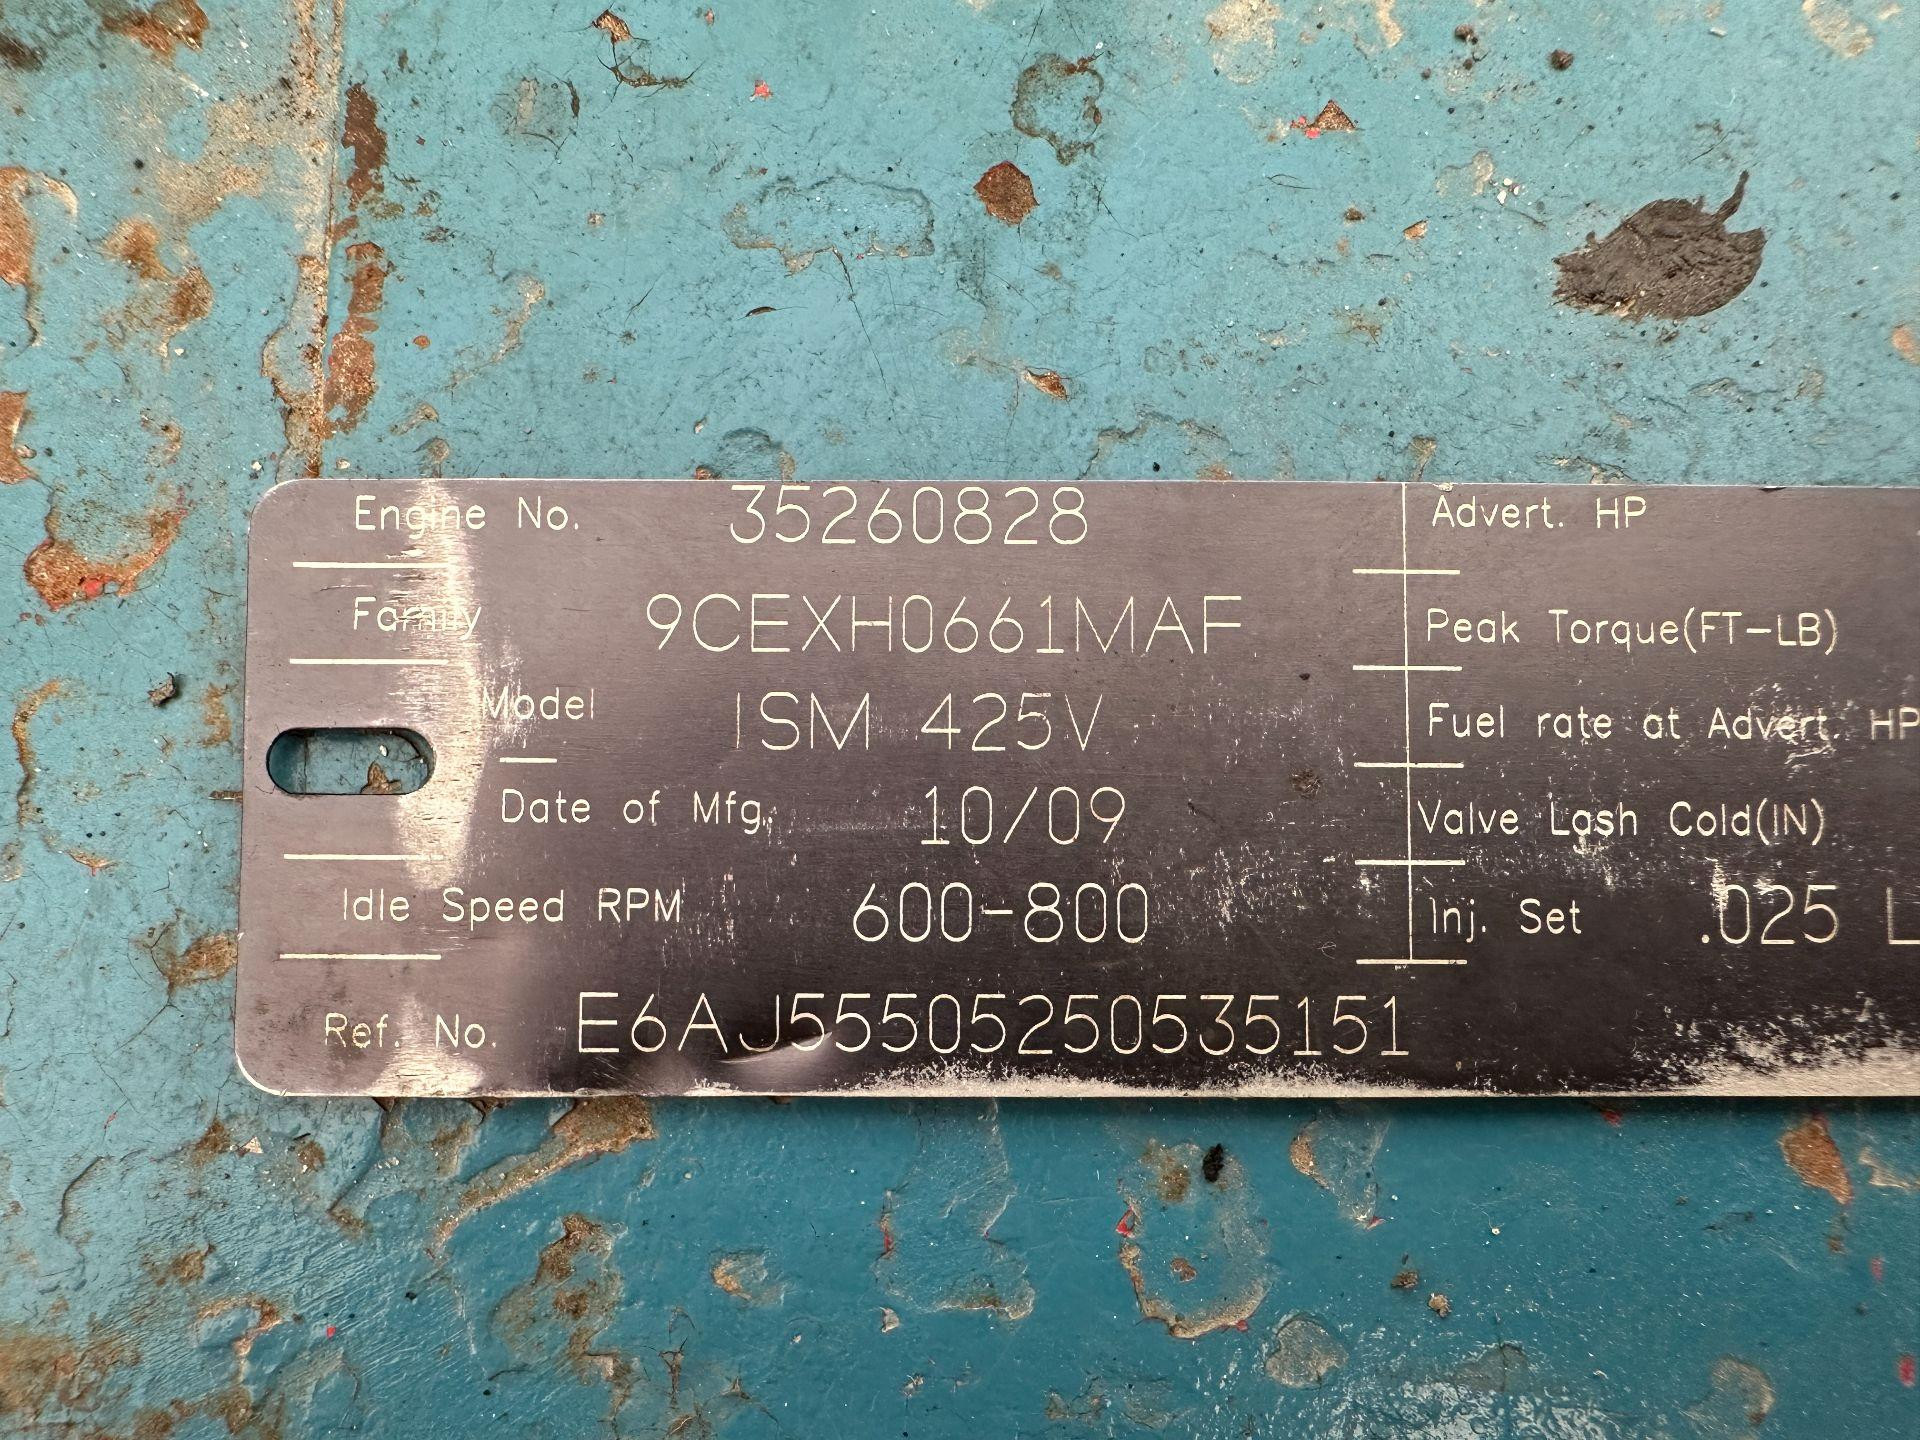 Engine No. 35260828 Advert. HP
Family 9CEXH0661MAF Peak Torque(FT-LB)
Model ISM 425V Fuel rate at Advert. HP
Date of Mfg. 10/09 Valve Lash Cold(IN)
Idle Speed RPM 600-800 Inj. Set .025 L
Ref. No. E6AJ55505250535151